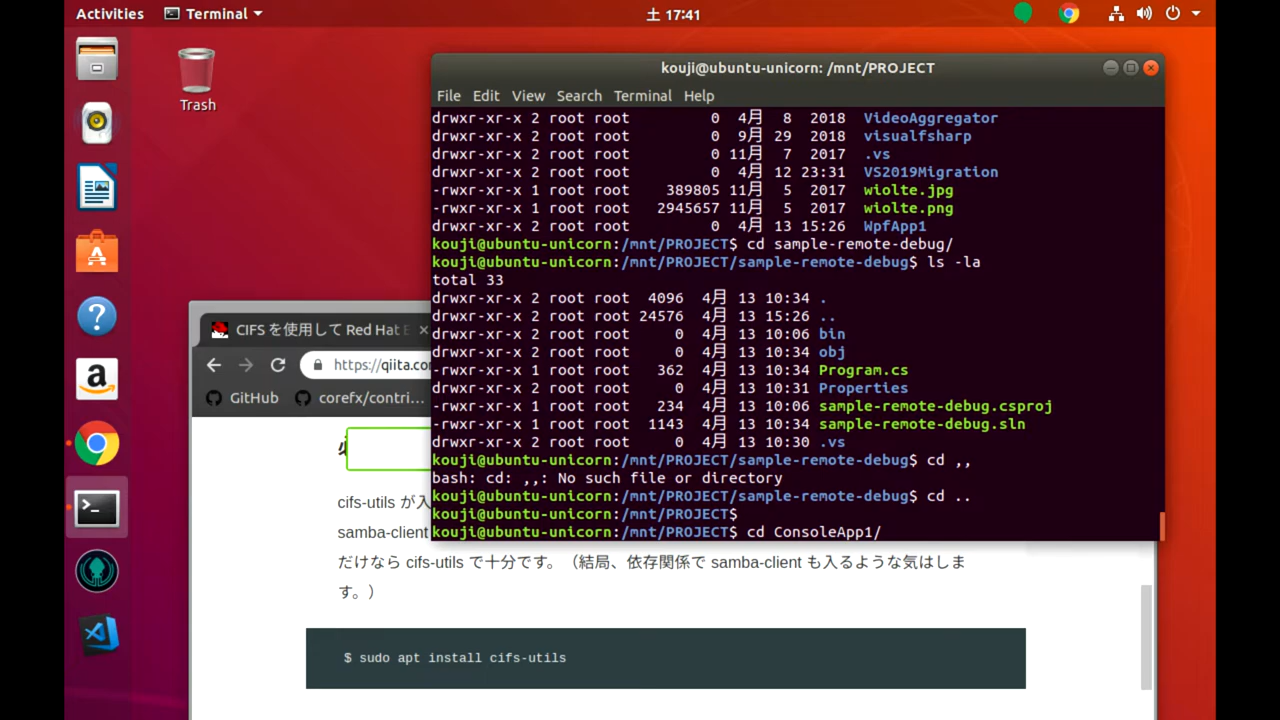 Activities
Terminal
土 17:41
Trash
kouji@ubuntu-unicorn: /mnt/PROJECT
File Edit View Search Terminal Help
drwxr-xr-x 2 root root 0 4月 8 2018 VideoAggregator
drwxr-xr-x 2 root root 0 9月 29 2018 visualfsharp
drwxr-xr-x 2 root root 0 11月 7 2017 .vs
drwxr-xr-x 2 root root 0 4月 12 23:31 VS2019Migration
-rwxr-xr-x 1 root root 389805 11月 5 2017 wiolte.jpg
-rwxr-xr-x 1 root root 2945657 11月 5 2017 wiolte.png
drwxr-xr-x 2 root root 0 4月 13 15:26 WpfApp1
kouji@ubuntu-unicorn:/mnt/PROJECT$ cd sample-remote-debug/
kouji@ubuntu-unicorn:/mnt/PROJECT/sample-remote-debug$ ls -la
total 33
drwxr-xr-x 2 root root 4096 4月 13 10:34 .
drwxr-xr-x 2 root root 24576 4月 13 15:26 ..
drwxr-xr-x 2 root root 0 4月 13 10:06 bin
drwxr-xr-x 2 root root 0 4月 13 10:34 obj
-rwxr-xr-x 1 root root 362 4月 13 10:34 Program.cs
drwxr-xr-x 2 root root 0 4月 13 10:31 Properties
-rwxr-xr-x 1 root root 234 4月 13 10:06 sample-remote-debug.csproj
-rwxr-xr-x 1 root root 1143 4月 13 10:34 sample-remote-debug.sln
drwxr-xr-x 2 root root 0 4月 13 10:30 .vs
kouji@ubuntu-unicorn:/mnt/PROJECT/sample-remote-debug$ cd ,,
bash: cd: ,,: No such file or directory
kouji@ubuntu-unicorn:/mnt/PROJECT/sample-remote-debug$ cd ..
kouji@ubuntu-unicorn:/mnt/PROJECT$
kouji@ubuntu-unicorn:/mnt/PROJECT$ cd ConsoleApp1/
CIFS を使用して Red Hat
https://qiita.co
GitHub corefx/contri...
cifs-utils が入
samba-client
だけなら cifs-utils で十分です。（結局、依存関係で samba-client も入るような気はしま
す。）
$ sudo apt install cifs-utils